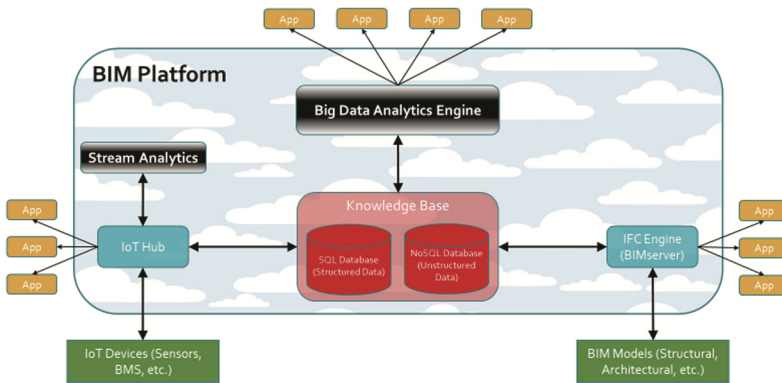 App
App
App
App
BIM Platform
Big Data Analytics Engine
Stream Analytics
Knowledge Base
App
App
App
IoT Hub
SQL Database
(Structured Data)
NoSQL Database
(Unstructured
Data)
IFC Engine
(BIMserver)
App
App
App
IoT Devices (Sensors,
BMS, etc.)
BIM Models (Structural,
Architectural, etc.)